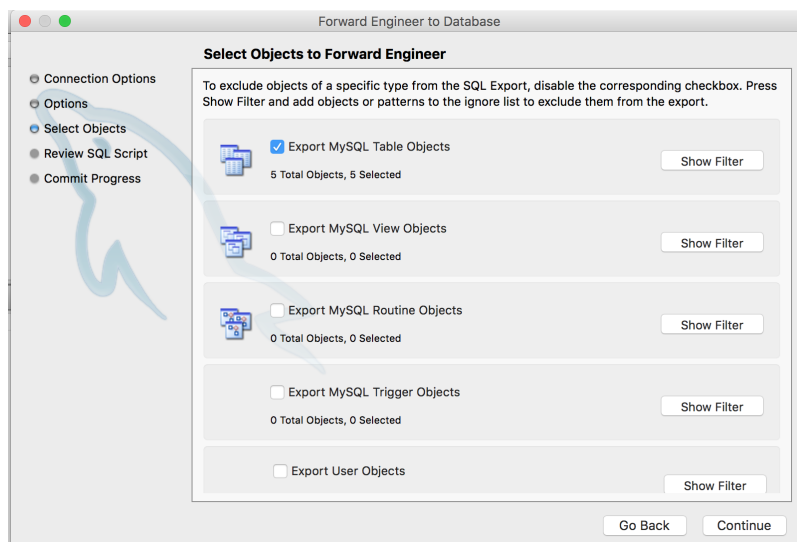 Forward Engineer to Database
Select Objects to Forward Engineer
Connection Options
Options
Select Objects
Review SQL Script
Commit Progress
To exclude objects of a specific type from the SQL Export, disable the corresponding checkbox. Press
Show Filter and add objects or patterns to the ignore list to exclude them from the export.
Export MySQL Table Objects
5 Total Objects, 5 Selected
Show Filter
Export MySQL View Objects
0 Total Objects, 0 Selected
Show Filter
Export MySQL Routine Objects
0 Total Objects, 0 Selected
Show Filter
Export MySQL Trigger Objects
0 Total Objects, 0 Selected
Show Filter
Export User Objects
Show Filter
Go Back
Continue